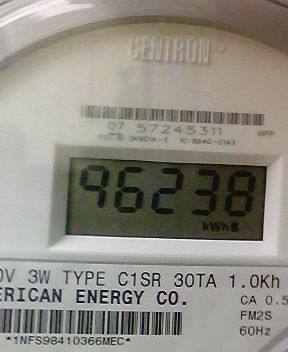 CENTRON®
07 57245311
HPP
96238
kWh
0V 3W TYPE C1SR 30TA 1.0Kh
ERICAN ENERGY CO.
CA 0.5
FM2S
60Hz
*1NFS98410366MEC*